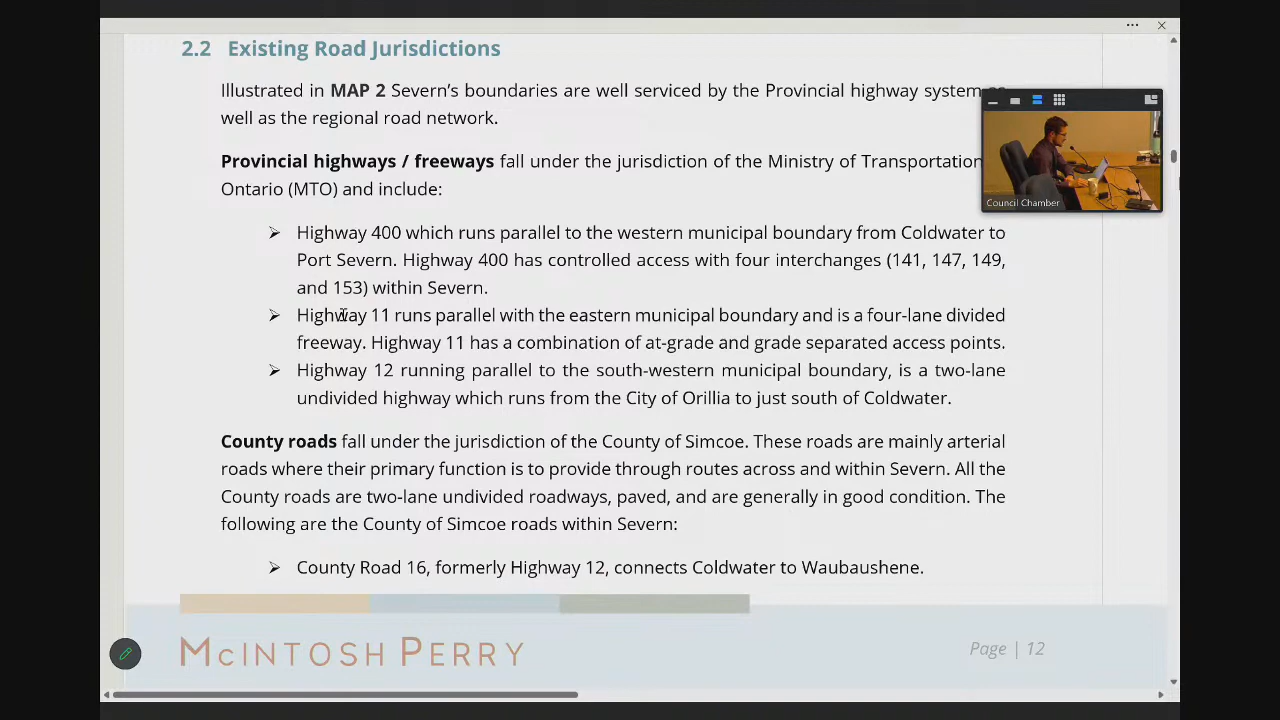 2.2 Existing Road Jurisdictions
Illustrated in MAP 2 Severn's boundaries are well serviced by the Provincial highway system as
well as the regional road network.
Provincial highways / freeways fall under the jurisdiction of the Ministry of Transportation
Ontario (MTO) and include:
➢ Highway 400 which runs parallel to the western municipal boundary from Coldwater to
Port Severn. Highway 400 has controlled access with four interchanges (141, 147, 149,
and 153) within Severn.
➢ Highway 11 runs parallel with the eastern municipal boundary and is a four-lane divided
freeway. Highway 11 has a combination of at-grade and grade separated access points.
➢ Highway 12 running parallel to the south-western municipal boundary, is a two-lane
undivided highway which runs from the City of Orillia to just south of Coldwater.
County roads fall under the jurisdiction of the County of Simcoe. These roads are mainly arterial
roads where their primary function is to provide through routes across and within Severn. All the
County roads are two-lane undivided roadways, paved, and are generally in good condition. The
following are the County of Simcoe roads within Severn:
➢ County Road 16, formerly Highway 12, connects Coldwater to Waubaushene.
McINTOSH PERRY
Page | 12
Council Chamber